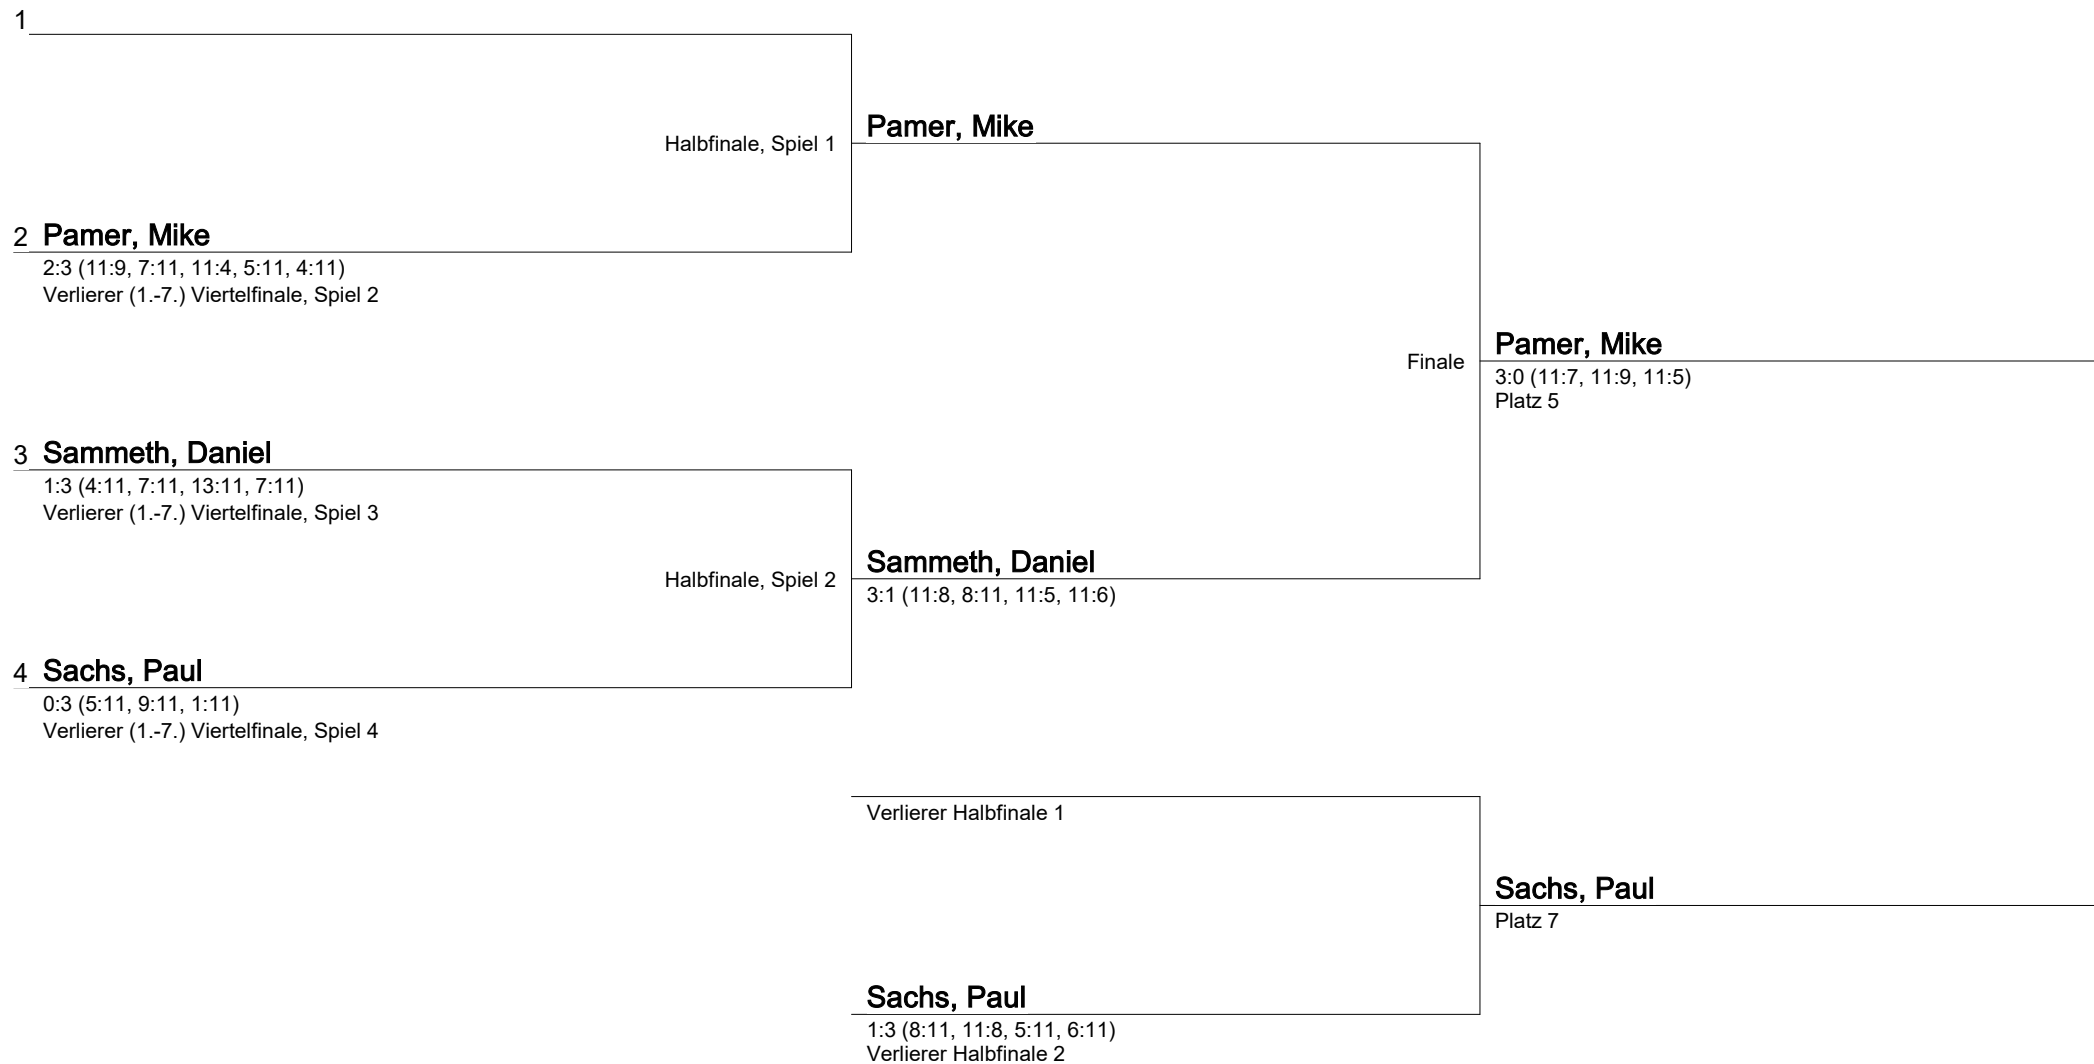 1
Pamer, Mike
Halbfinale, Spiel 1
2 Pamer, Mike
2:3 (11:9, 7:11, 11:4, 5:11, 4:11)
Verlierer (1.-7.) Viertelfinale, Spiel 2
Pamer, Mike
Finale
3:0 (11:7, 11:9, 11:5)
Platz 5
3 Sammeth, Daniel
1:3 (4:11, 7:11, 13:11, 7:11)
Verlierer (1.-7.) Viertelfinale, Spiel 3
Sammeth, Daniel
Halbfinale, Spiel 2
3:1 (11:8, 8:11, 11:5, 11:6)
4 Sachs, Paul
0:3 (5:11, 9:11, 1:11)
Verlierer (1.-7.) Viertelfinale, Spiel 4
Verlierer Halbfinale 1
Sachs, Paul
Platz 7
Sachs, Paul
1:3 (8:11, 11:8, 5:11, 6:11)
Verlierer Halbfinale 2